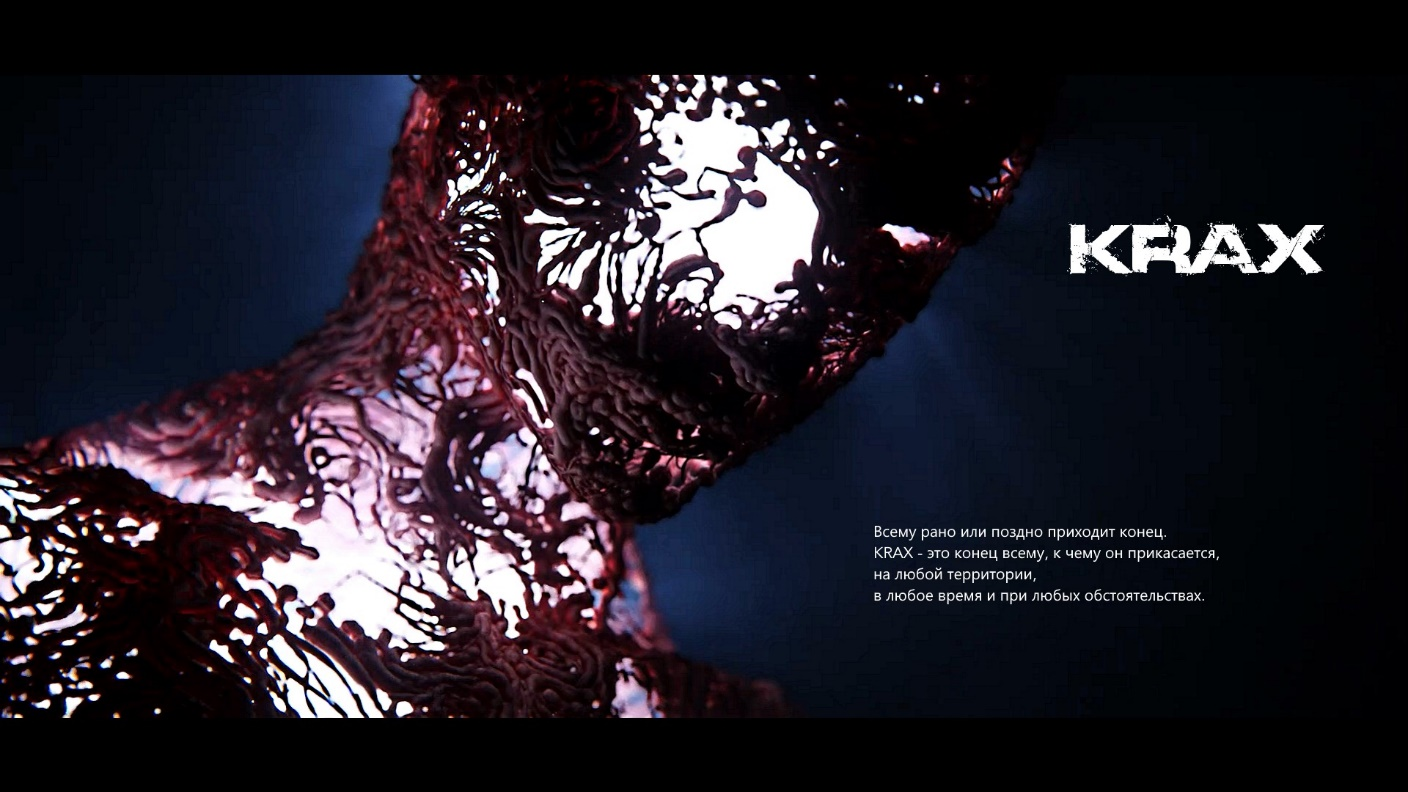 KRAX
Всему рано или поздно приходит конец.
KRAX - это конец всему, к чему он прикасается,
на любой территории,
в любое время и при любых обстоятельствах.